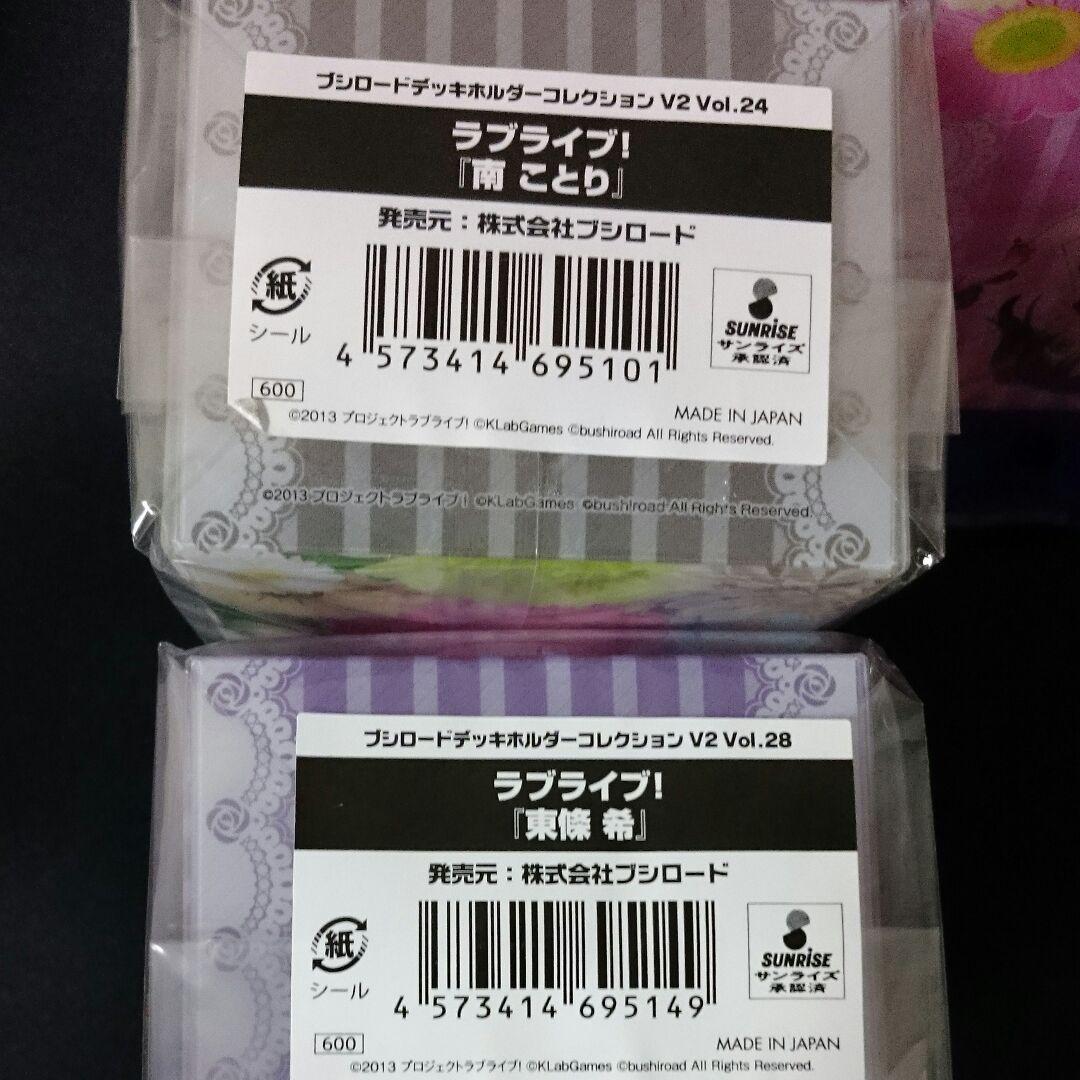 ブシロードデッキホルダーコレクション V2 Vol.24
ラブライブ!
『南 ことり』
発売元：株式会社ブシロード
紙
シール
4 573414 695101
SUNRiSE
サンライズ
承認済
600
MADE IN JAPAN
©2013 プロジェクトラブライブ! ©KLabGames ©bushiroad All Rights Reserved.
©2013 プロジェクトラブライブ! ©KLabGames ©bushiroad All Rights Reserved.
ブシロードデッキホルダーコレクション V2 Vol.28
ラブライブ!
『東條 希』
発売元：株式会社ブシロード
紙
シール
4 573414 695149
SUNRiSE
サンライズ
承認済
600
MADE IN JAPAN
©2013 プロジェクトラブライブ! ©KLabGames ©bushiroad All Rights Reserved.